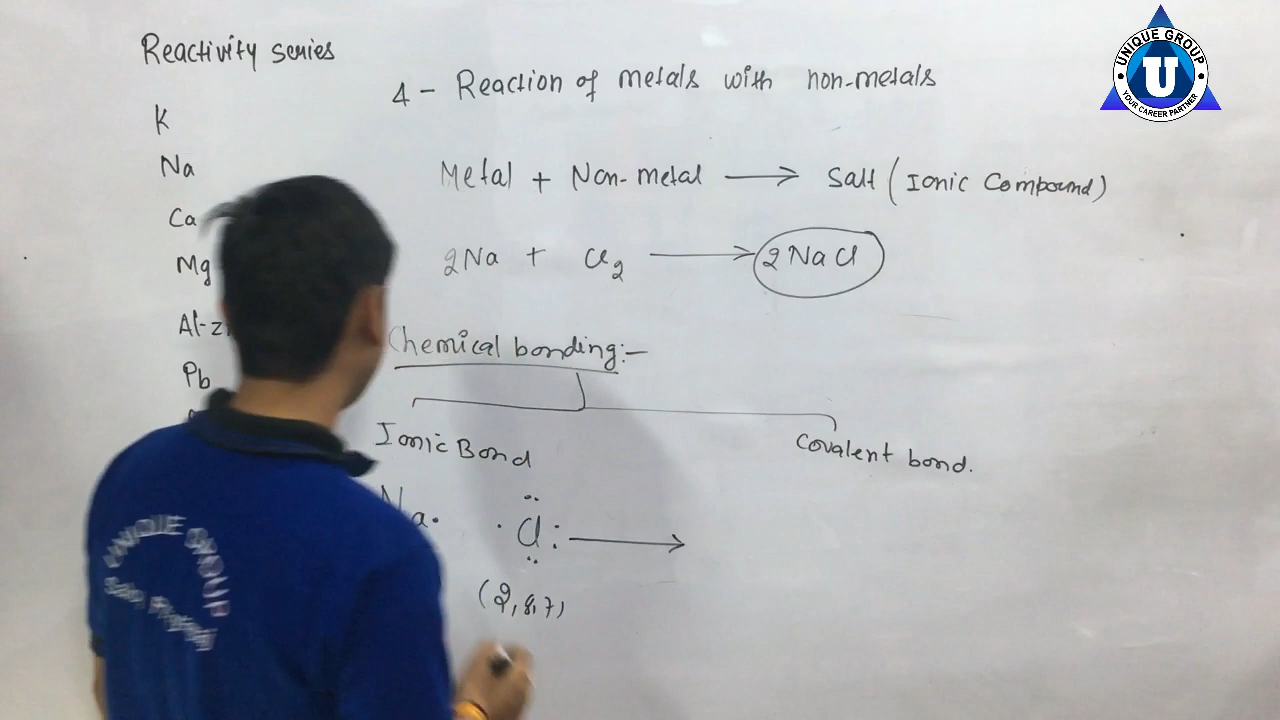 Reactivity series
K
Na
Ca
Mg
Al-Z
Pb
4 - Reaction of metals with non-metals
Metal + Non-metal → Salt (Ionic Compound)
2Na + Cl2 → 2NaCl
Chemical bonding:-
Ionic Bond
Covalent bond.
Na· ·Cl: →
(2,8,7)
UNIQUE GROUP
U
YOUR CAREER PARTNER
UNIQUE GROUP